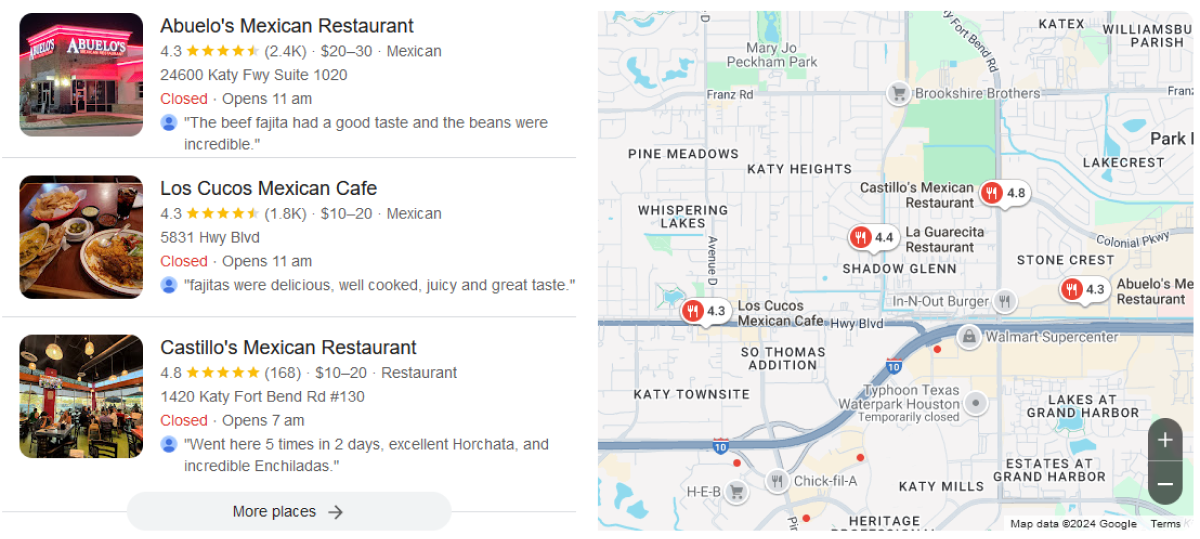 ABUELO'S
ABUELO'S
Abuelo's Mexican Restaurant
4.3 (2.4K) · $20–30 · Mexican
24600 Katy Fwy Suite 1020
Closed · Opens 11 am
"The beef fajita had a good taste and the beans were
incredible."
Los Cucos Mexican Cafe
4.3 (1.8K) · $10–20 · Mexican
5831 Hwy Blvd
Closed · Opens 11 am
"fajitas were delicious, well cooked, juicy and great taste."
Castillo's Mexican Restaurant
4.8 (168) · $10–20 · Restaurant
1420 Katy Fort Bend Rd #130
Closed · Opens 7 am
"Went here 5 times in 2 days, excellent Horchata, and
incredible Enchiladas."
More places
KATEX
WILLIAMSBU
PARISH
y Fort Bend Rd
Mary Jo
Peckham Park
Franz Rd
Brookshire Brothers
Franz
Park
PINE MEADOWS
KATY HEIGHTS
LAKECREST
Castillo's Mexican
Restaurant
4.8
WHISPERING
LAKES
4.4
La Guarecita
Restaurant
Avenue D
Colonial Pkwy
SHADOW GLENN
STONE CREST
In-N-Out Burger
4.3
Abuelo's Me
Restaurant
4.3
Los Cucos
Mexican Cafe
Hwy Blvd
Walmart Supercenter
SO THOMAS
ADDITION
10
KATY TOWNSITE
Typhoon Texas
Waterpark Houston
Temporarily closed
LAKES AT
GRAND HARBOR
10
ESTATES AT
GRAND HARBOR
H-E-B
Chick-fil-A
KATY MILLS
Pin
HERITAGE
PROFESSIONAL
Map data ©2024 Google
Terms